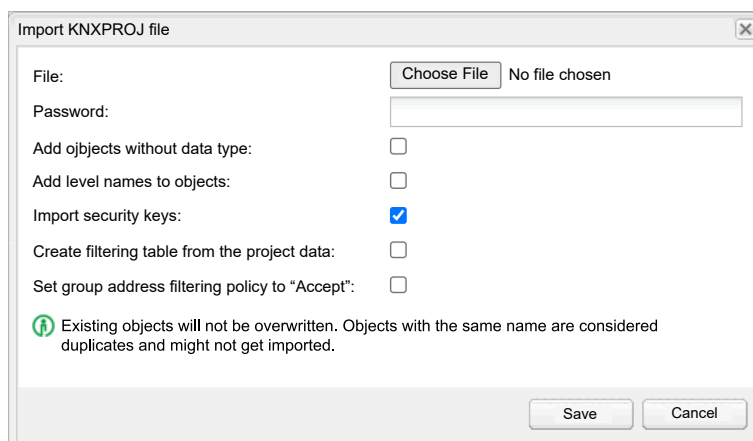 Import KNXPROJ file
File: Choose File No file chosen
Password:
Add ojbjects without data type:
Add level names to objects:
Import security keys:
Create filtering table from the project data:
Set group address filtering policy to “Accept”:
Existing objects will not be overwritten. Objects with the same name are considered
duplicates and might not get imported.
Save Cancel